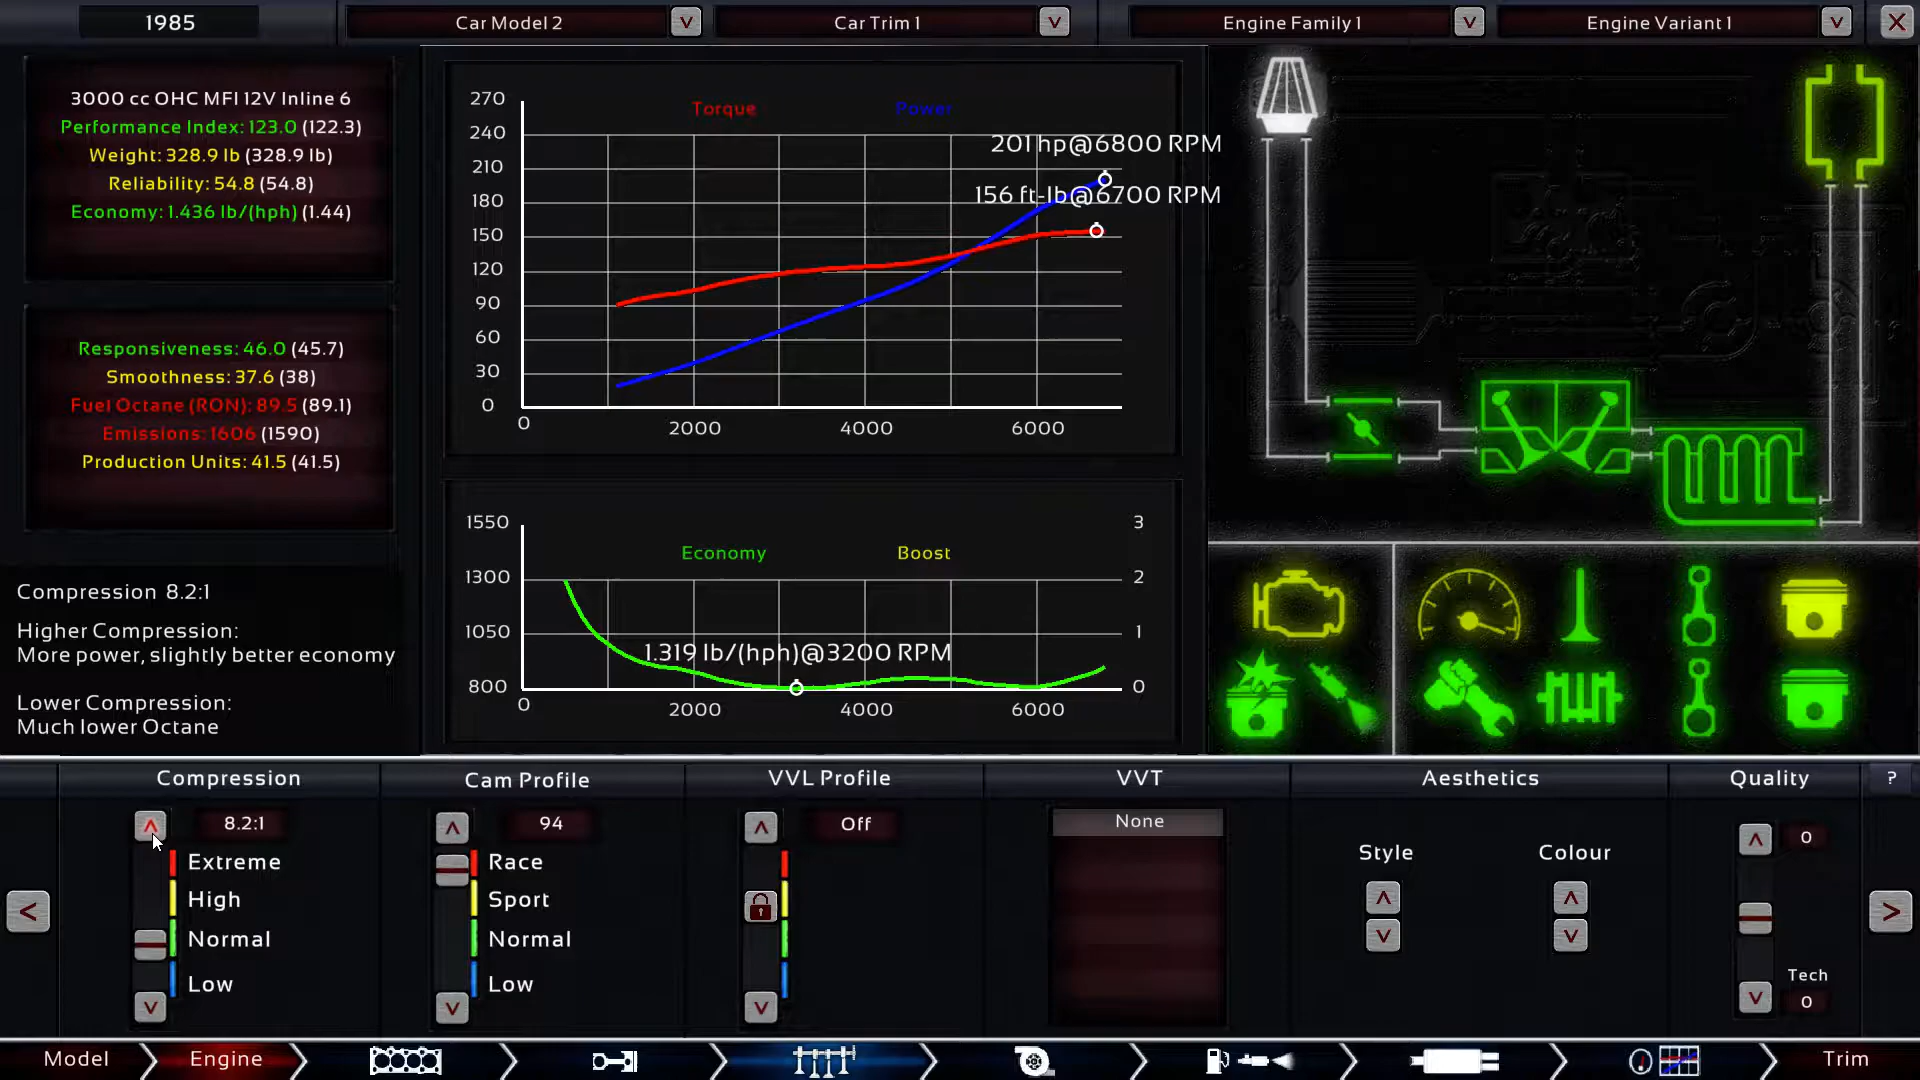 1985
Car Model 2
Car Trim 1
Engine Family 1
Engine Variant 1
3000 cc OHC MFI 12V Inline 6
Performance Index: 123.0 (122.3)
Weight: 328.9 lb (328.9 lb)
Reliability: 54.8 (54.8)
Economy: 1.436 lb/(hph) (1.44)
Responsiveness: 46.0 (45.7)
Smoothness: 37.6 (38)
Fuel Octane (RON): 89.5 (89.1)
Emissions: 1606 (1590)
Production Units: 41.5 (41.5)
Compression 8.2:1
Higher Compression:
More power, slightly better economy
Lower Compression:
Much lower Octane
Torque
Power
201 hp@6800 RPM
156 ft-lb@6700 RPM
270
240
210
180
150
120
90
60
30
0
0
2000
4000
6000
Economy
Boost
1.319 lb/(hph)@3200 RPM
1550
1300
1050
800
3
2
1
0
0
2000
4000
6000
Compression
8.2:1
Extreme
High
Normal
Low
Cam Profile
94
Race
Sport
Normal
Low
VVL Profile
Off
VVT
None
Aesthetics
Style
Colour
Quality
0
Tech
0
?
<
>
Model
Engine
Trim